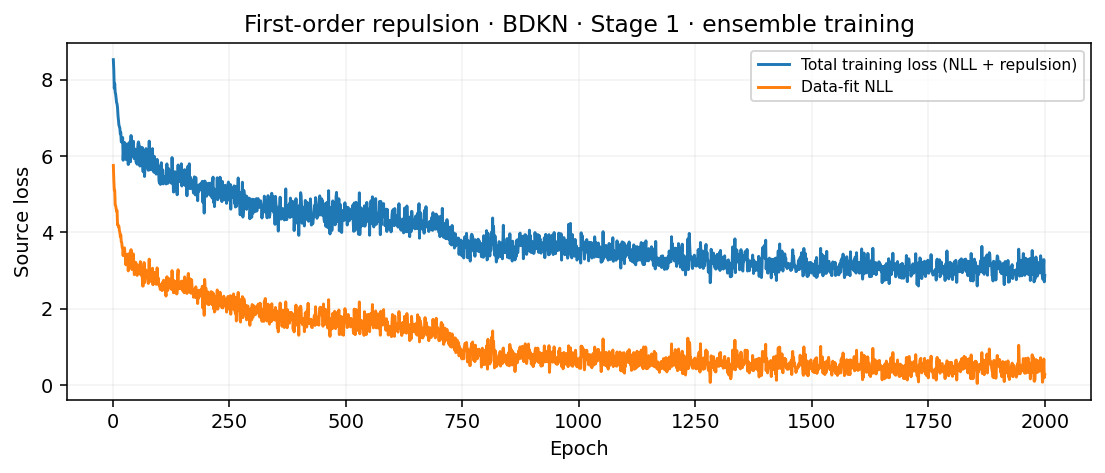 First-order repulsion · BDKN · Stage 1 · ensemble training
Total training loss (NLL + repulsion)
Data-fit NLL
Source loss
8
6
4
2
0
0 250 500 750 1000 1250 1500 1750 2000
Epoch